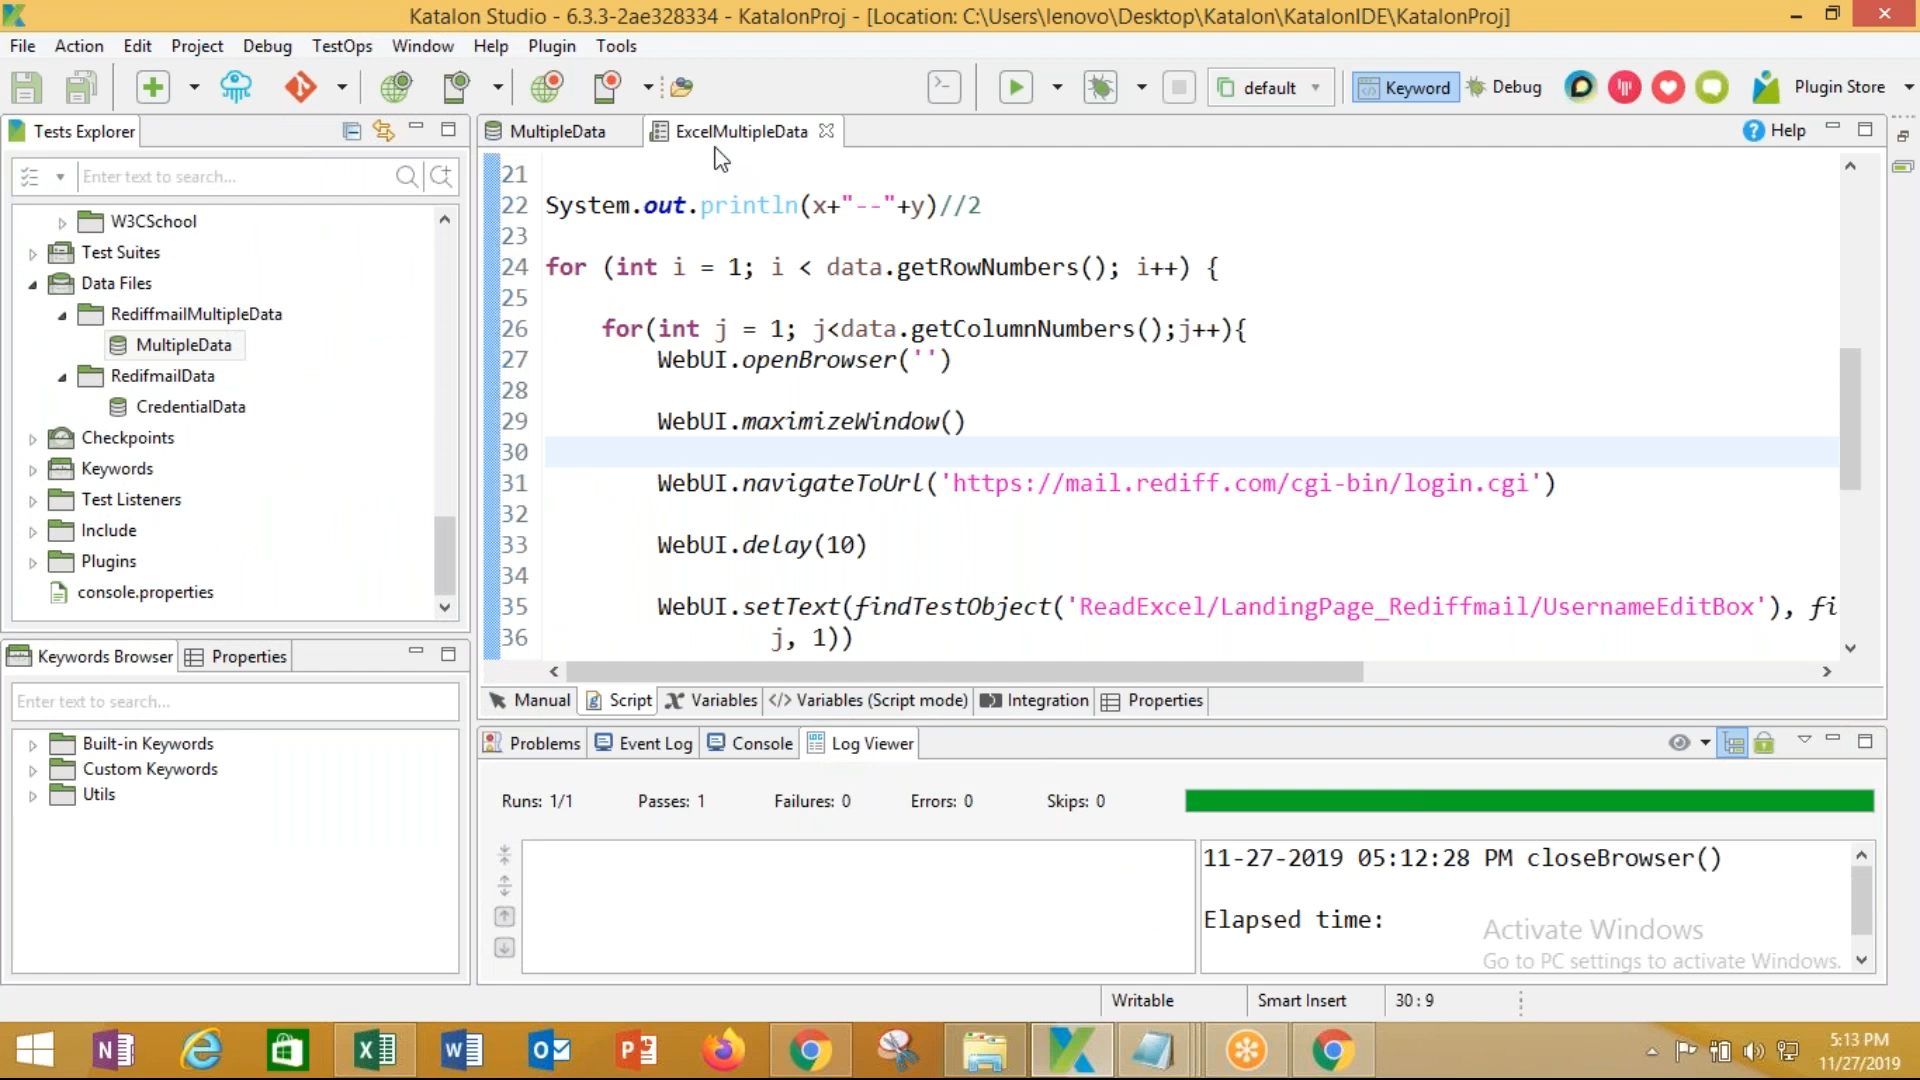 Katalon Studio - 6.3.3-2ae328334 - KatalonProj - [Location: C:\Users\lenovo\Desktop\Katalon\KatalonIDE\KatalonProj]
File Action Edit Project Debug TestOps Window Help Plugin Tools
default Keyword Debug Plugin Store
Tests Explorer
Enter text to search...
W3CSchool
Test Suites
Data Files
RediffmailMultipleData
MultipleData
RedifmailData
CredentialData
Checkpoints
Keywords
Test Listeners
Include
Plugins
console.properties
Keywords Browser Properties
Enter text to search...
Built-in Keywords
Custom Keywords
Utils
MultipleData ExcelMultipleData Help
21
22 System.out.println(x+"--"+y)//2
23
24 for (int i = 1; i < data.getRowNumbers(); i++) {
25
26 for(int j = 1; j<data.getColumnNumbers();j++){
27 WebUI.openBrowser('')
28
29 WebUI.maximizeWindow()
30
31 WebUI.navigateToUrl('https://mail.rediff.com/cgi-bin/login.cgi')
32
33 WebUI.delay(10)
34
35 WebUI.setText(findTestObject('ReadExcel/LandingPage_Rediffmail/UsernameEditBox'), fi
36 j, 1))
Manual Script Variables Variables (Script mode) Integration Properties
Problems Event Log Console Log Viewer
Runs: 1/1 Passes: 1 Failures: 0 Errors: 0 Skips: 0
11-27-2019 05:12:28 PM closeBrowser()
Elapsed time:
Activate Windows
Go to PC settings to activate Windows.
Writable Smart Insert 30 : 9
5:13 PM
11/27/2019